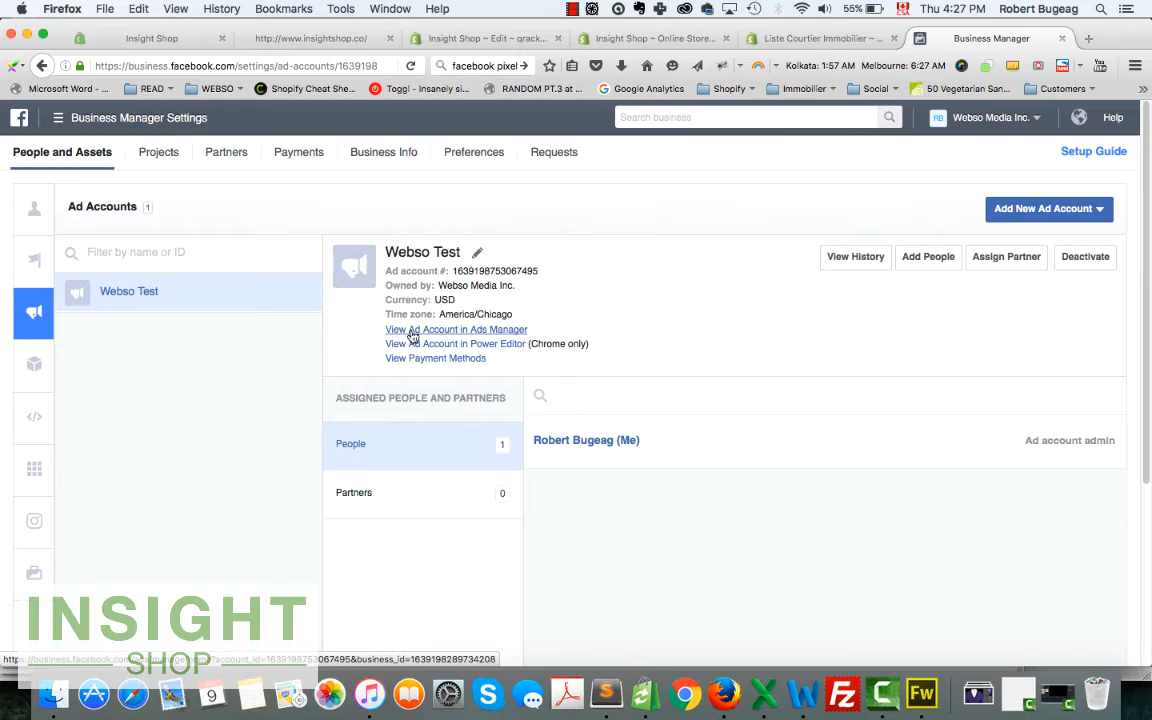 Firefox File Edit View History Bookmarks Tools Window Help 55% Thu 4:27 PM Robert Bugeag
Insight Shop http://www.insightshop.co/ Insight Shop ~ Edit ~ qrack... Insight Shop ~ Online Store... Liste Courtier Immobilier ~... Business Manager
https://business.facebook.com/settings/ad-accounts/1639198 facebook pixel Kolkata: 1:57 AM Melbourne: 6:27 AM
Microsoft Word -... READ WEBSO Shopify Cheat She... Toggl - Insanely si... RANDOM PT.3 at ... Google Analytics Shopify Immobilier Social 50 Vegetarian San... Customers
Business Manager Settings Search business RB Webso Media Inc. Help
People and Assets Projects Partners Payments Business Info Preferences Requests Setup Guide
Ad Accounts 1 Add New Ad Account
Filter by name or ID
Webso Test
Webso Test
Ad account #: 1639198753067495
Owned by: Webso Media Inc.
Currency: USD
Time zone: America/Chicago
View Ad Account in Ads Manager
View Ad Account in Power Editor (Chrome only)
View Payment Methods
View History Add People Assign Partner Deactivate
ASSIGNED PEOPLE AND PARTNERS
People 1
Partners 0
Robert Bugeag (Me) Ad account admin
INSIGHT
SHOP
9
Fw